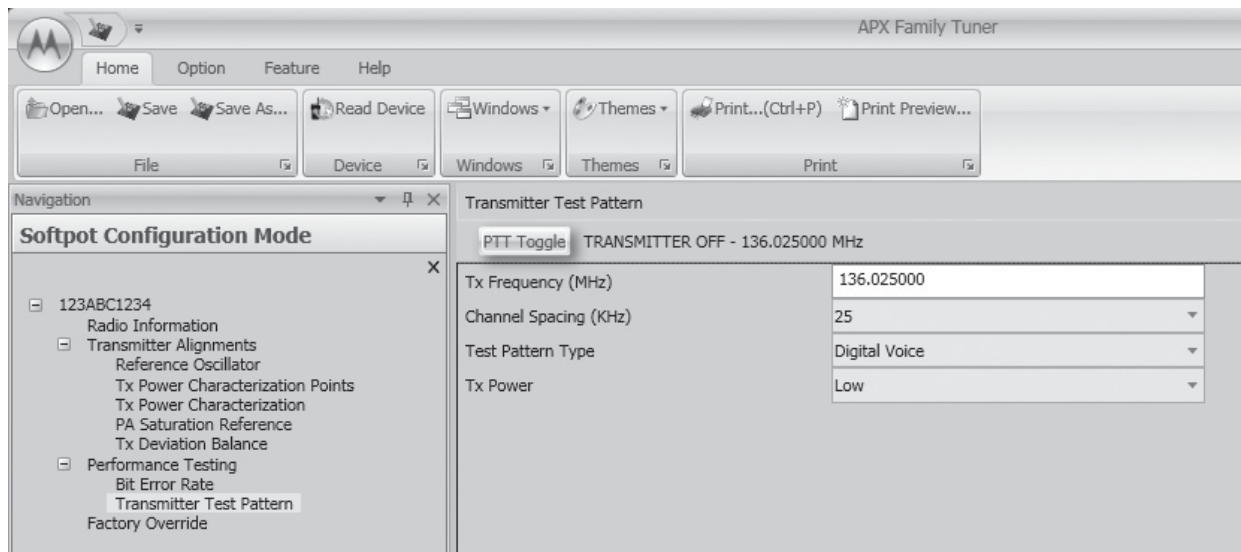 APX Family Tuner
Home Option Feature Help
Open... Save Save As... Read Device Windows Themes Print...(Ctrl+P) Print Preview...
File Device Windows Themes Print
Navigation
Softpot Configuration Mode
123ABC1234
Radio Information
Transmitter Alignments
Reference Oscillator
Tx Power Characterization Points
Tx Power Characterization
PA Saturation Reference
Tx Deviation Balance
Performance Testing
Bit Error Rate
Transmitter Test Pattern
Factory Override
Transmitter Test Pattern
PTT Toggle TRANSMITTER OFF - 136.025000 MHz
Tx Frequency (MHz) 136.025000
Channel Spacing (KHz) 25
Test Pattern Type Digital Voice
Tx Power Low